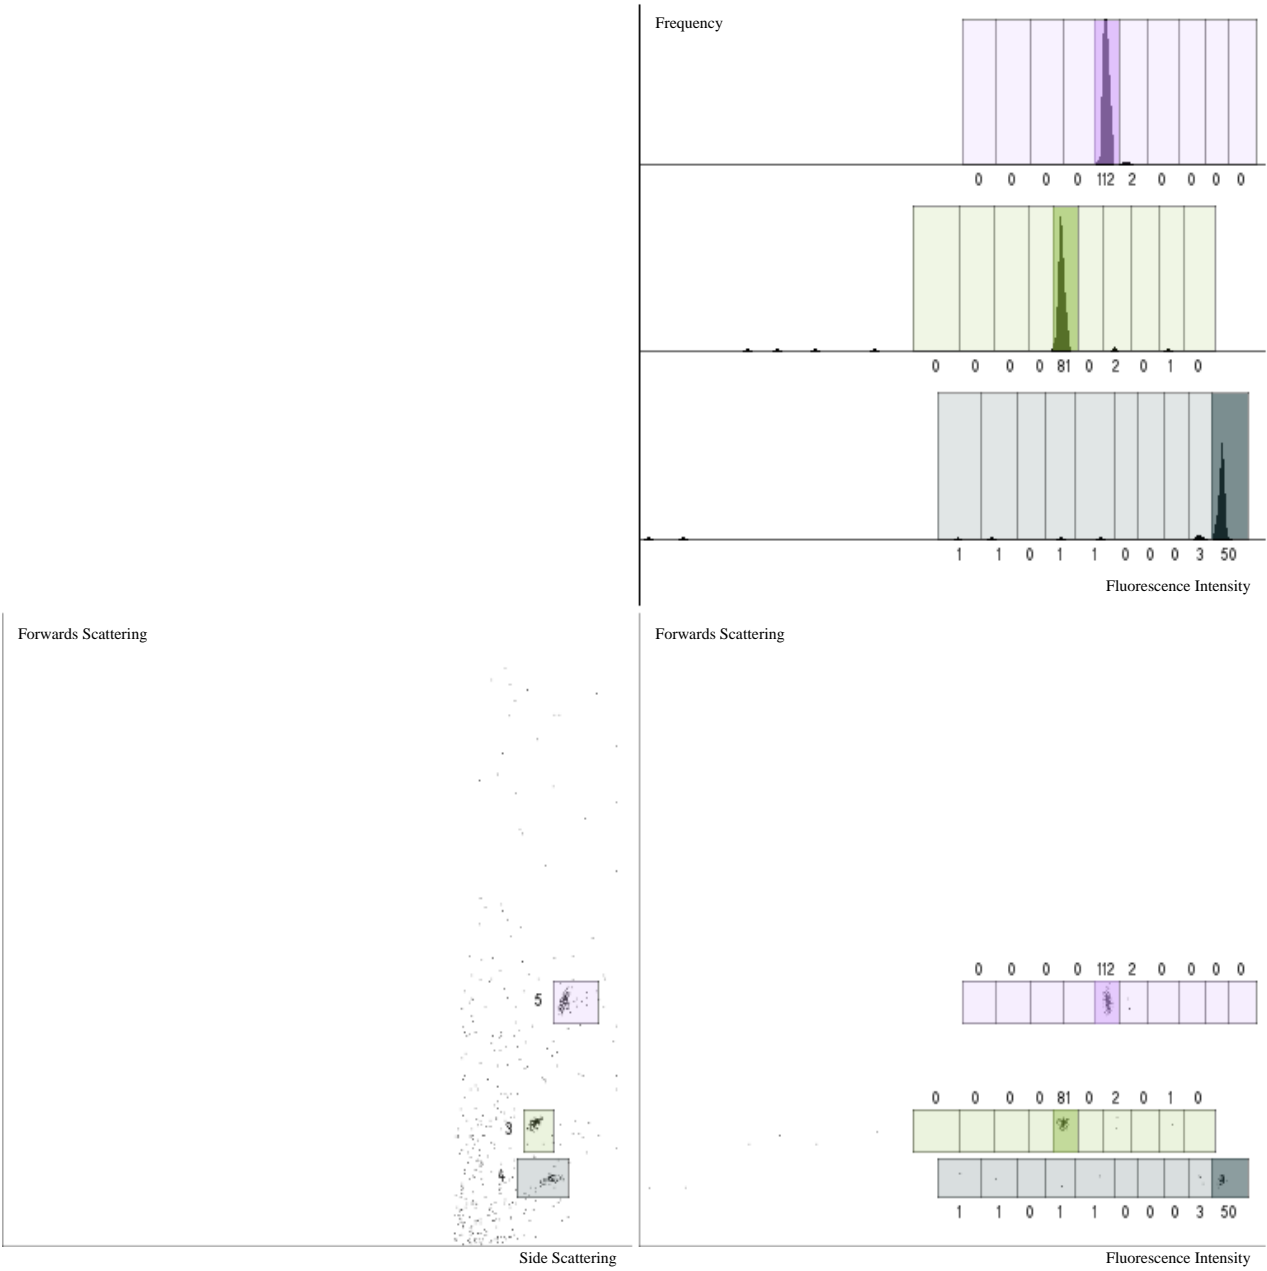 Frequency
0 0 0 0 112 2 0 0 0 0
0 0 0 0 81 0 2 0 1 0
1 1 0 1 1 0 0 0 3 50
Fluorescence Intensity
Forwards Scattering
5
3
4
Side Scattering
Forwards Scattering
0 0 0 0 112 2 0 0 0 0
0 0 0 0 81 0 2 0 1 0
1 1 0 1 1 0 0 0 3 50
Fluorescence Intensity